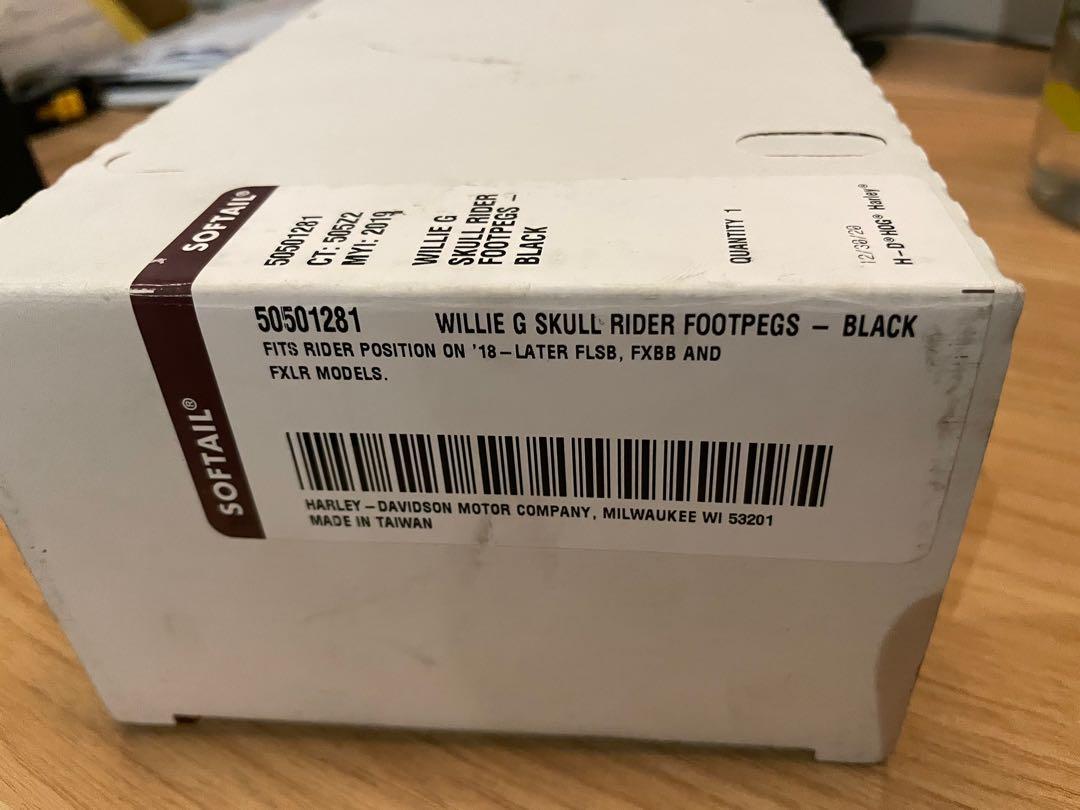 SOFTAIL®
50501281
CT: 50522
MYI: 2019
WILLIE G
SKULL RIDER
FOOTPEGS –
BLACK
QUANTITY 1
12/30/20
H-D® HOG® Harley®
SOFTAIL®
50501281 WILLIE G SKULL RIDER FOOTPEGS – BLACK
FITS RIDER POSITION ON '18–LATER FLSB, FXBB AND
FXLR MODELS.
HARLEY–DAVIDSON MOTOR COMPANY, MILWAUKEE WI 53201
MADE IN TAIWAN